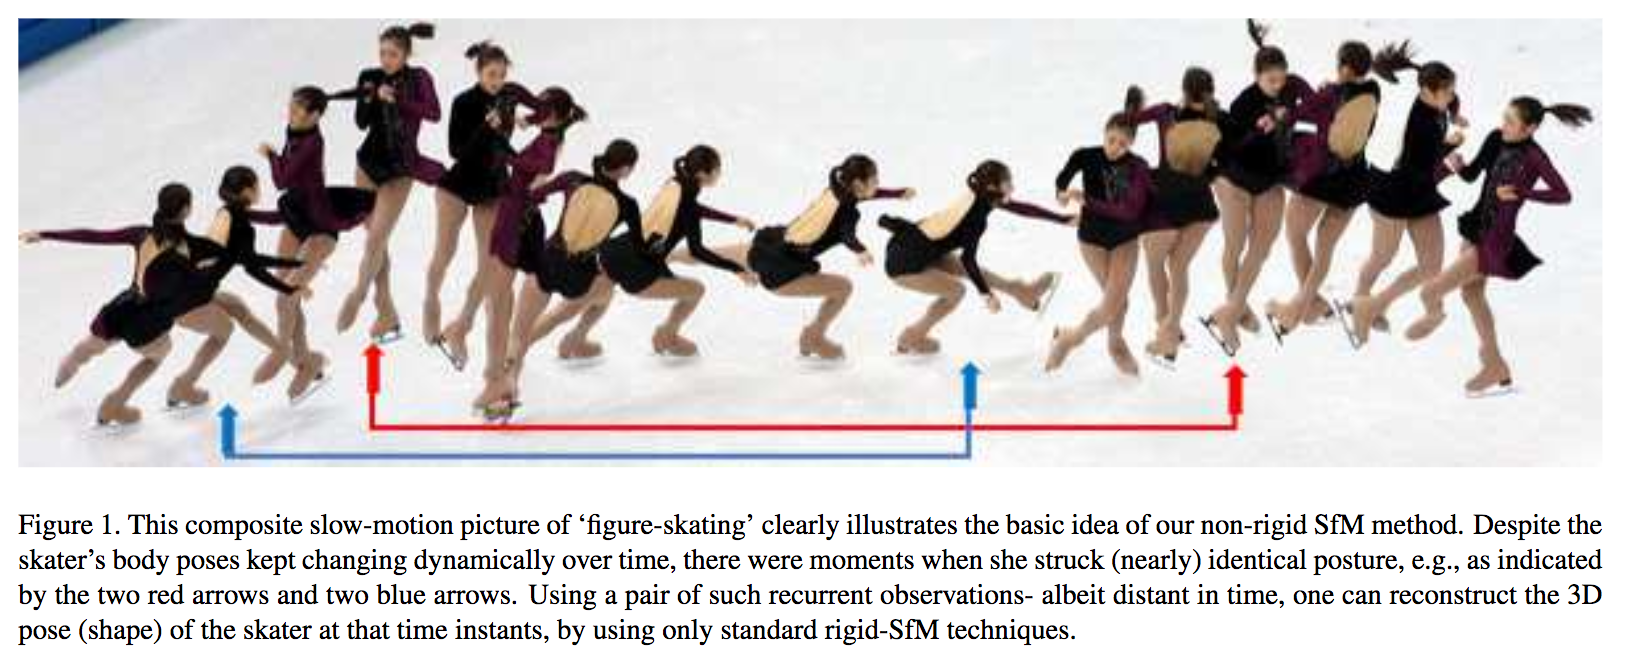 Figure 1. This composite slow-motion picture of ‘figure-skating’ clearly illustrates the basic idea of our non-rigid SfM method. Despite the
skater’s body poses kept changing dynamically over time, there were moments when she struck (nearly) identical posture, e.g., as indicated
by the two red arrows and two blue arrows. Using a pair of such recurrent observations- albeit distant in time, one can reconstruct the 3D
pose (shape) of the skater at that time instants, by using only standard rigid-SfM techniques.